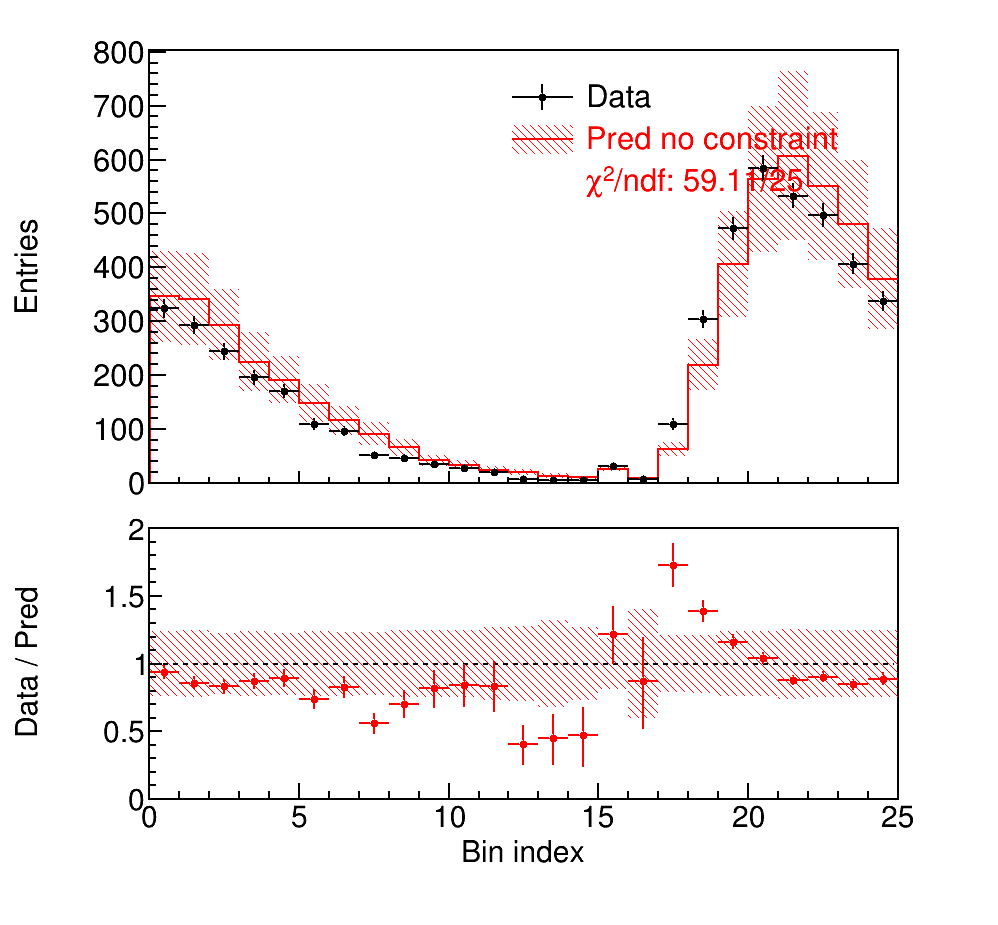 800
700
600
500
400
300
200
100
0
Entries
Data
Pred no constraint
χ²/ndf: 59.11/25
2
1.5
1
0.5
0
Data / Pred
0 5 10 15 20 25
Bin index